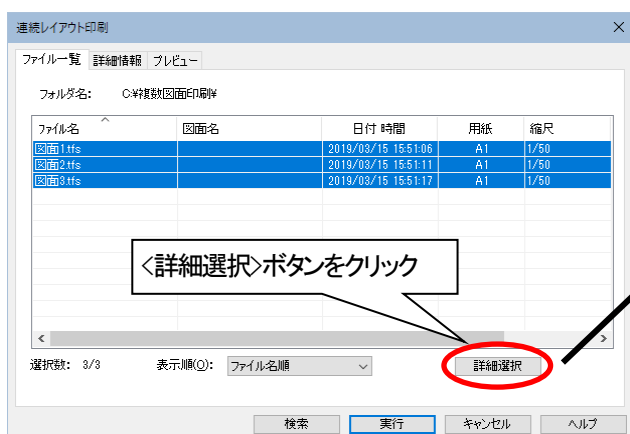 連続レイアウト印刷
ファイル一覧 詳細情報 プレビュー
フォルダ名: C:¥複数図面印刷¥
ファイル名 図面名 日付 時間 用紙 縮尺
図面1.tfs 2019/03/15 15:51:06 A1 1/50
図面2.tfs 2019/03/15 15:51:11 A1 1/50
図面3.tfs 2019/03/15 15:51:17 A1 1/50
<詳細選択>ボタンをクリック
選択数: 3/3 表示順(O): ファイル名順 詳細選択
検索 実行 キャンセル ヘルプ